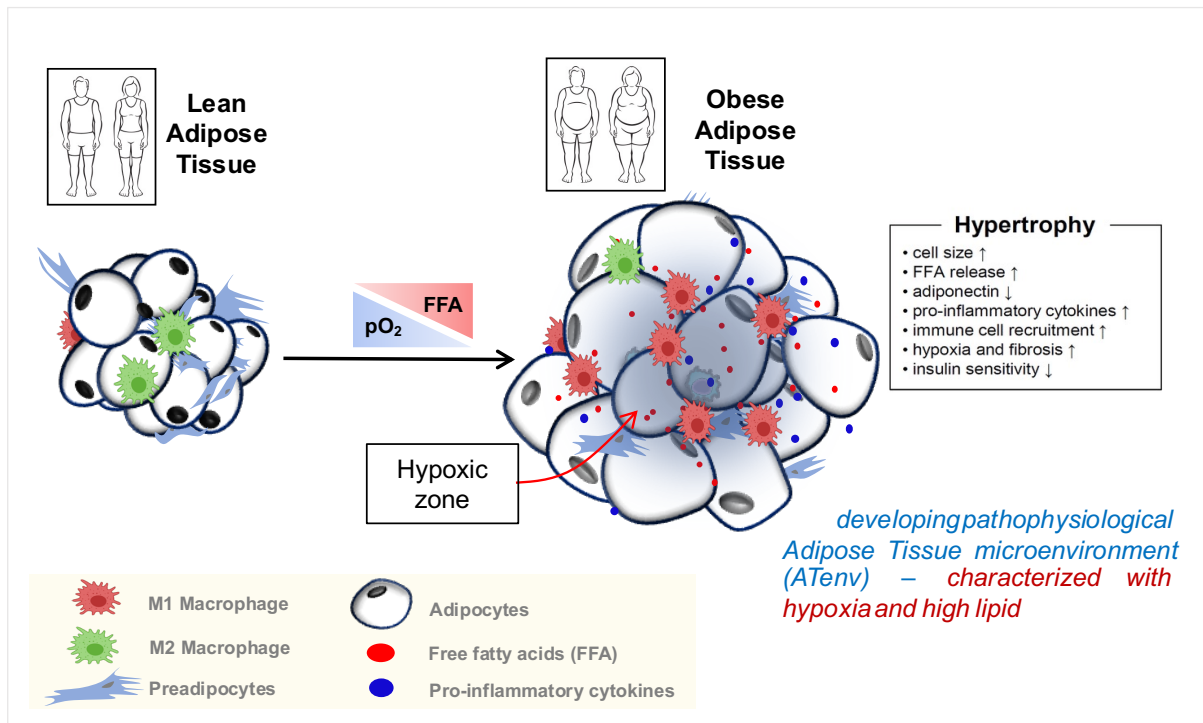 Lean
Adipose
Tissue
Obese
Adipose
Tissue
FFA
pO₂
Hypertrophy
• cell size ↑
• FFA release ↑
• adiponectin ↓
• pro-inflammatory cytokines ↑
• immune cell recruitment ↑
• hypoxia and fibrosis ↑
• insulin sensitivity ↓
Hypoxic
zone
developing pathophysiological
Adipose Tissue microenvironment
(ATenv) – characterized with
hypoxia and high lipid
M1 Macrophage
M2 Macrophage
Preadipocytes
Adipocytes
Free fatty acids (FFA)
Pro-inflammatory cytokines